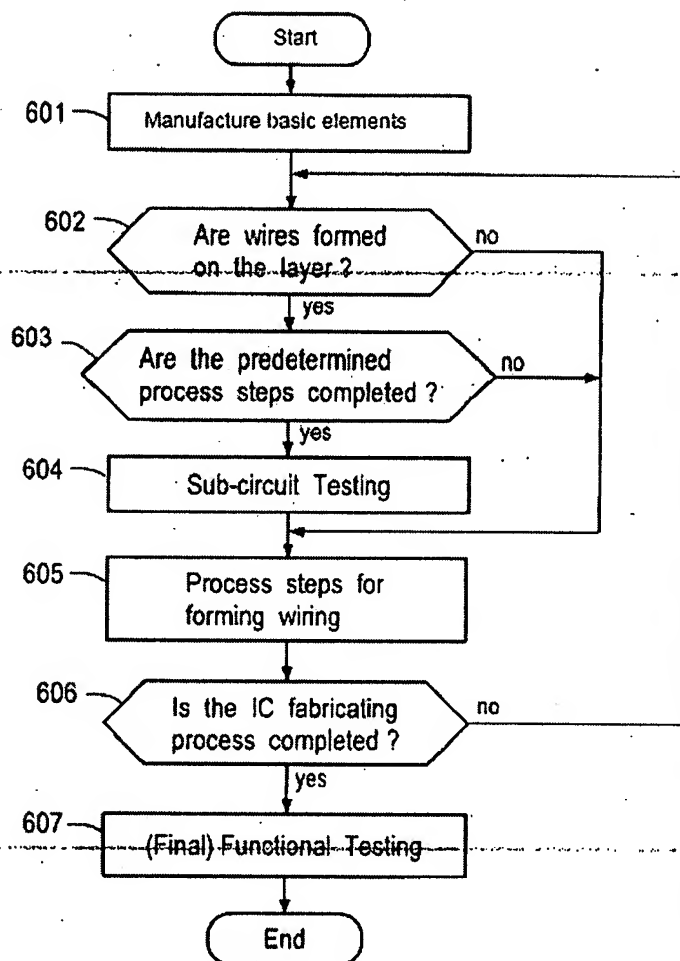 Start
601
Manufacture basic elements
602
Are wires formed
on the layer ?
no
yes
603
Are the predetermined
process steps completed ?
no
yes
604
Sub-circuit Testing
605
Process steps for
forming wiring
606
Is the IC fabricating
process completed ?
no
yes
607
(Final) Functional Testing
End